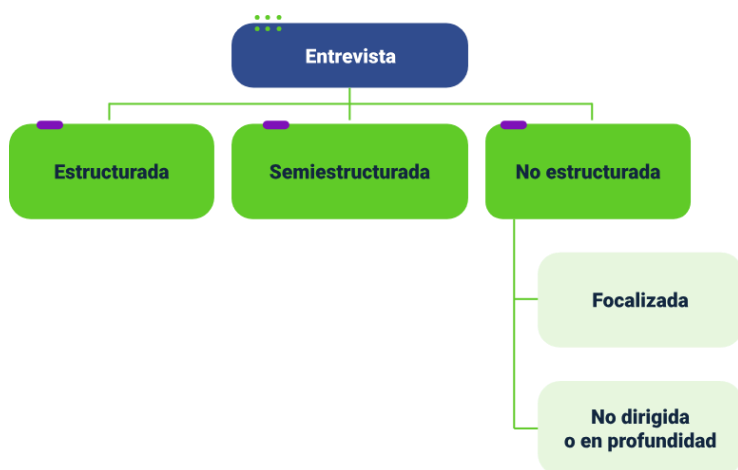 Entrevista
Estructurada
Semiestructurada
No estructurada
Focalizada
No dirigida
o en profundidad